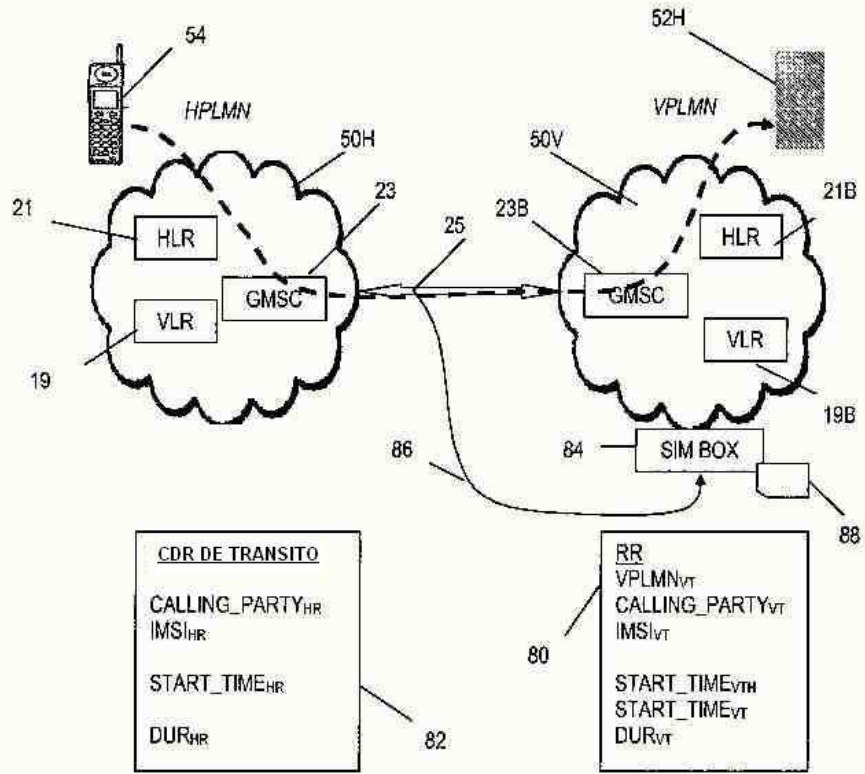 54
52H
HPLMN
VPLMN
50H
50V
21
23
23B
21B
25
HLR
HLR
GMSC
GMSC
VLR
VLR
19
19B
84
SIM BOX
86
88
CDR DE TRANSITO
CALLING_PARTYHR
IMSIHR
START_TIMEHR
DURHR
82
RR
VPLMNVT
CALLING_PARTYVT
IMSIVT
80
START_TIMEVTH
START_TIMEVT
DURVT